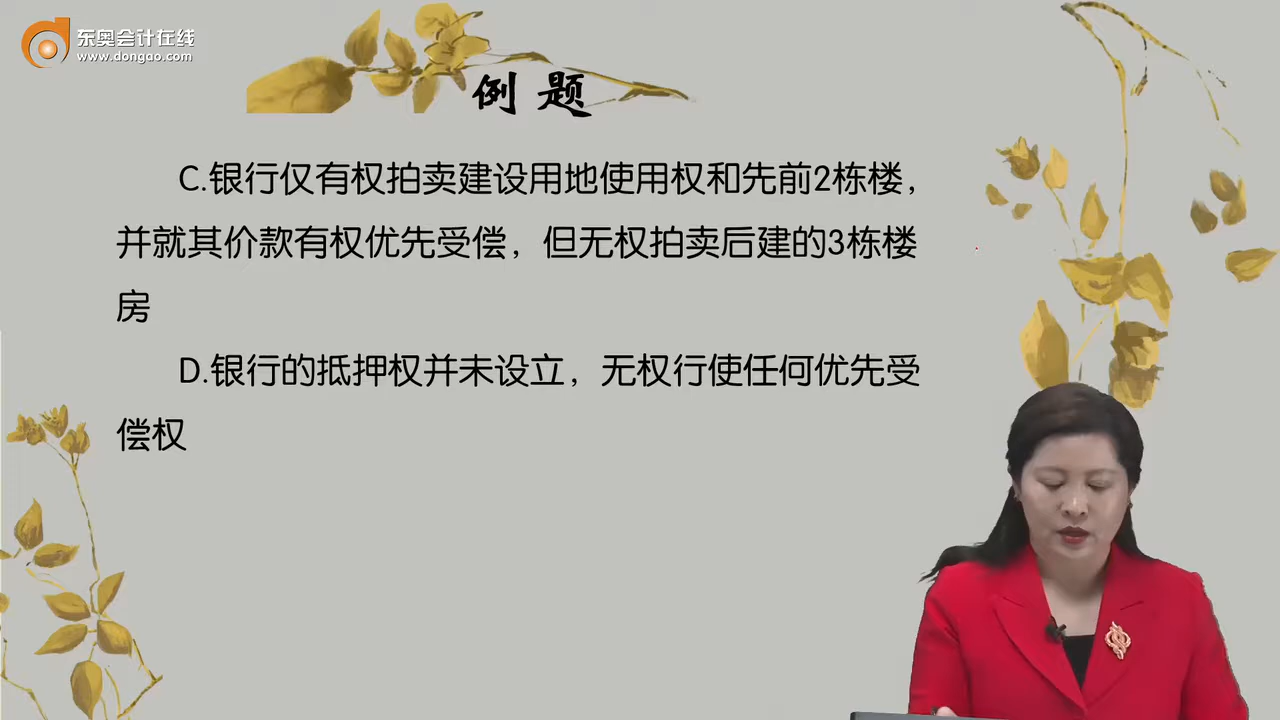 东奥会计在线
www.dongao.com
例题
C.银行仅有权拍卖建设用地使用权和先前2栋楼，
并就其价款有权优先受偿，但无权拍卖后建的3栋楼
房
D.银行的抵押权并未设立，无权行使任何优先受
偿权